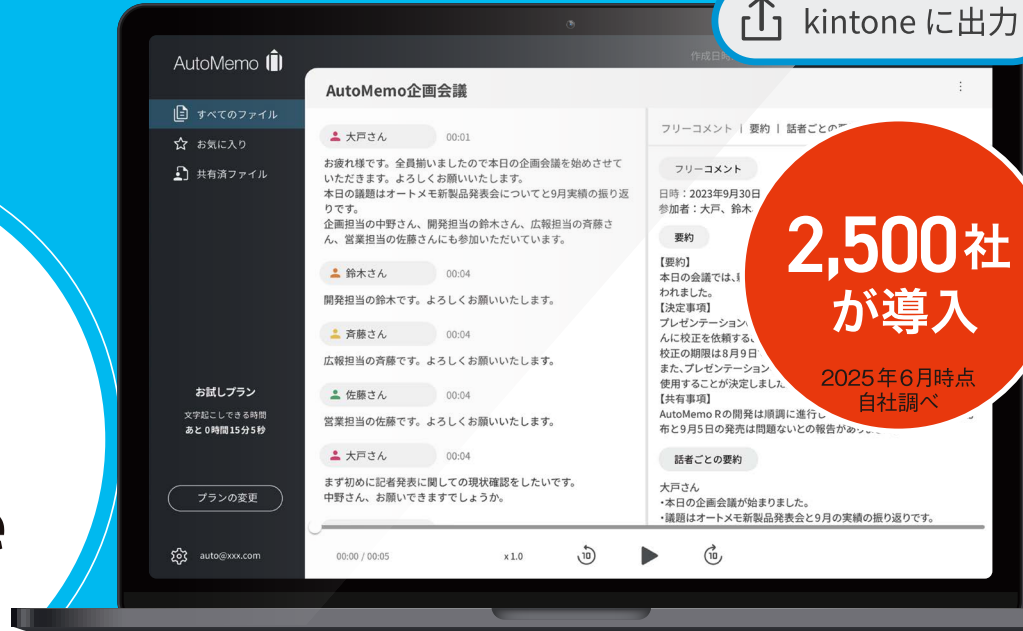 kintone に出力
AutoMemo
作成日時
AutoMemo企画会議
すべてのファイル
お気に入り
共有済ファイル
お試しプラン
文字起こしできる時間
あと 0時間15分5秒
プランの変更
auto@xxx.com
大戸さん 00:01
お疲れ様です。全員揃いましたので本日の企画会議を始めさせて
いただきます。よろしくお願いいたします。
本日の議題はオートメモ新製品発表会についてと9月実績の振り返
りです。
企画担当の中野さん、開発担当の鈴木さん、広報担当の斉藤さ
ん、営業担当の佐藤さんにも参加いただいています。
鈴木さん 00:04
開発担当の鈴木です。よろしくお願いいたします。
斉藤さん 00:04
広報担当の斉藤です。よろしくお願いいたします。
佐藤さん 00:04
営業担当の佐藤です。よろしくお願いいたします。
大戸さん 00:04
まず初めに記者発表に関しての現状確認をしたいです。
中野さん、お願いできますでしょうか。
00:00 / 00:05
x 1.0
10
10
フリーコメント | 要約 | 話者ごとの
フリーコメント
日時：2023年9月30日
参加者：大戸、鈴木
要約
【要約】
本日の会議では、
われました。
【決定事項】
プレゼンテーション
んに校正を依頼する、
校正の期限は8月9日
また、プレゼンテーション
使用することが決定しました
【共有事項】
AutoMemo Rの開発は順調に進行し
布と9月5日の発売は問題ないとの報告があ
話者ごとの要約
大戸さん
・本日の企画会議が始まりました。
・議題はオートメモ新製品発表会と9月の実績の振り返りです。
2,500社
が導入
2025年6月時点
自社調べ
e